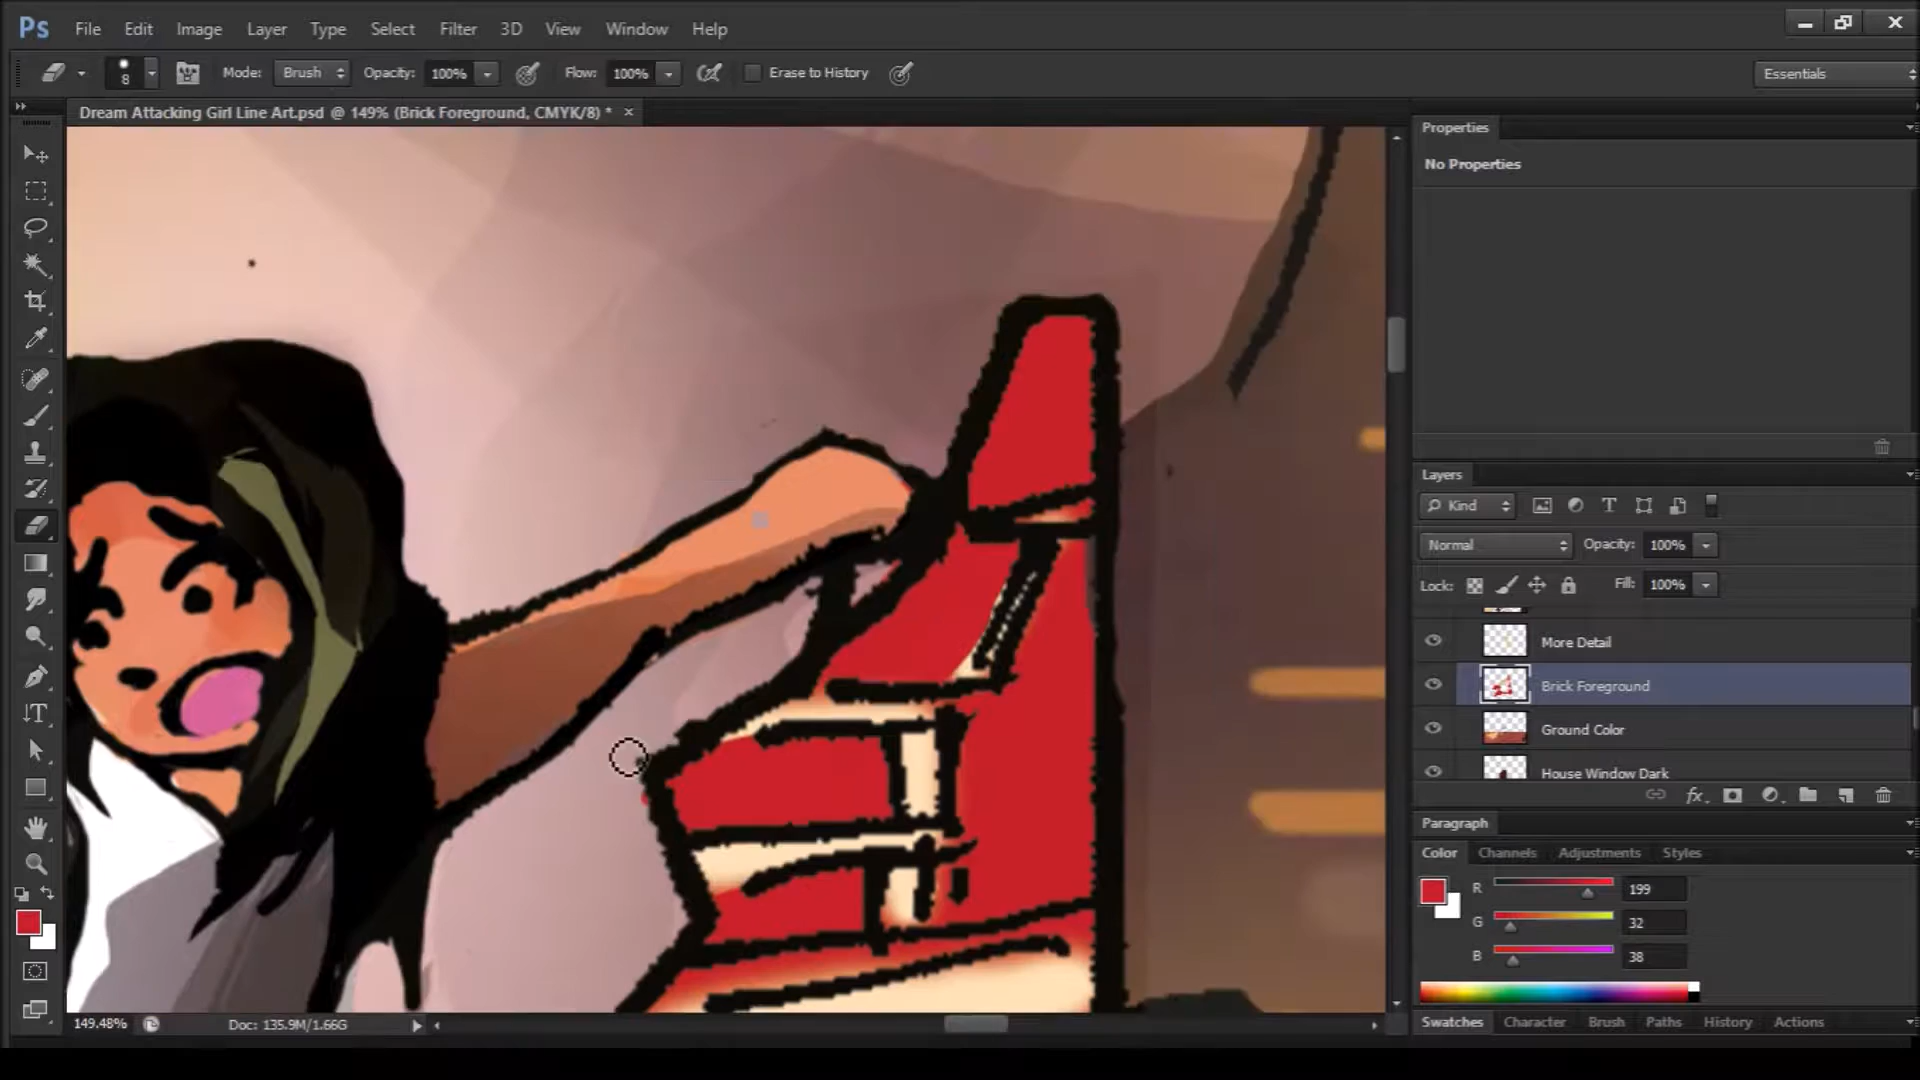 Ps File Edit Image Layer Type Select Filter 3D View Window Help
8 Mode: Brush Opacity: 100% Flow: 100% Erase to History Essentials
Dream Attacking Girl Line Art.psd @ 149% (Brick Foreground, CMYK/8) * ×
Properties
No Properties
Layers
Kind
Normal Opacity: 100%
Lock: Fill: 100%
More Detail
Brick Foreground
Ground Color
House Window Dark
fx
Paragraph
Color Channels Adjustments Styles
R 199
G 32
B 38
149.48% Doc: 135.9M/1.66G
Swatches Character Brush Paths History Actions